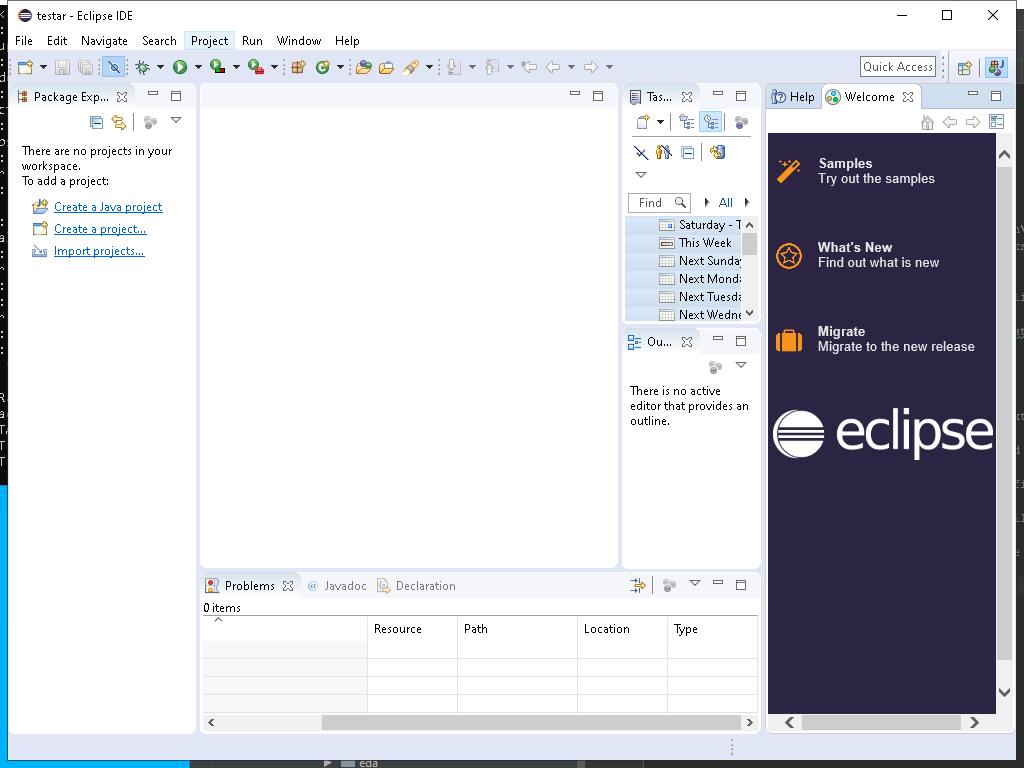 testar - Eclipse IDE
File Edit Navigate Search Project Run Window Help
Quick Access
Package Exp...
There are no projects in your
workspace.
To add a project:
Create a Java project
Create a project...
Import projects...
Tas...
Find
All
Saturday - T
This Week
Next Sunday
Next Monda
Next Tuesda
Next Wedne
Ou...
There is no active
editor that provides an
outline.
Help Welcome
Samples
Try out the samples
What's New
Find out what is new
Migrate
Migrate to the new release
eclipse
Problems @ Javadoc Declaration
0 items
Resource Path Location Type
eda